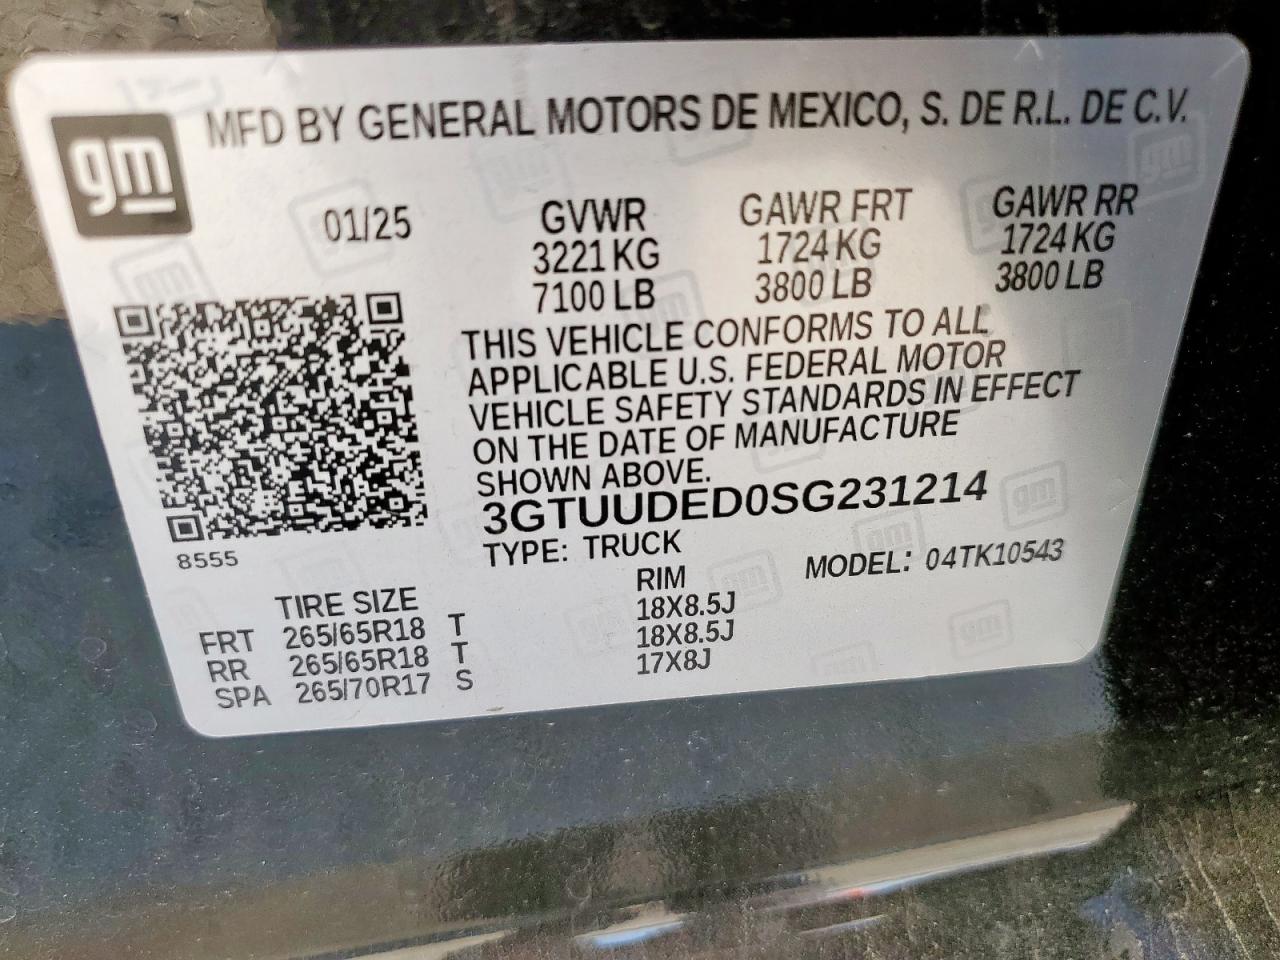 gm
MFD BY GENERAL MOTORS DE MEXICO, S. DE R.L. DE C.V.
01/25 GVWR GAWR FRT GAWR RR
3221 KG 1724 KG 1724 KG
7100 LB 3800 LB 3800 LB
THIS VEHICLE CONFORMS TO ALL
APPLICABLE U.S. FEDERAL MOTOR
VEHICLE SAFETY STANDARDS IN EFFECT
ON THE DATE OF MANUFACTURE
SHOWN ABOVE.
3GTUUDED0SG231214
8555
TYPE: TRUCK MODEL: 04TK10543
TIRE SIZE RIM
FRT 265/65R18 T 18X8.5J
RR 265/65R18 T 18X8.5J
SPA 265/70R17 S 17X8J